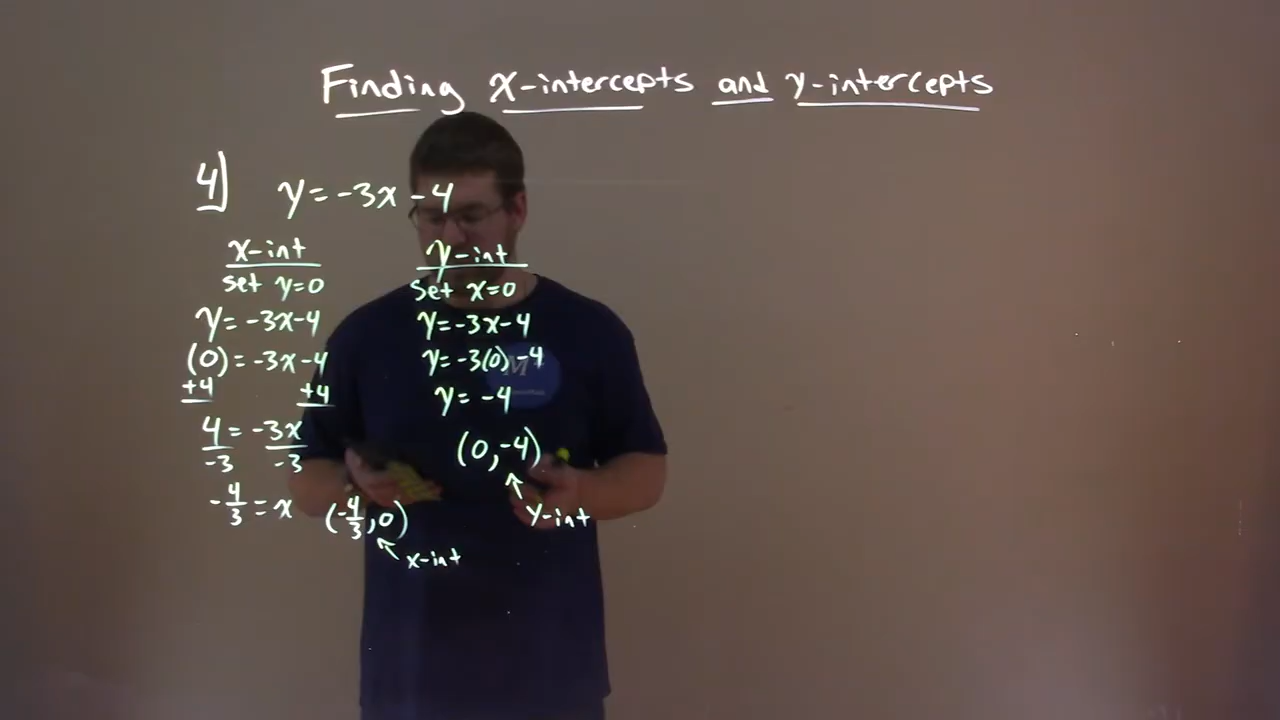 Finding x-intercepts and y-intercepts
4) y = -3x - 4
x-int
set y=0
y = -3x-4
(0) = -3x-4
+4 +4
4 = -3x
-3 -3
-4/3 = x
(-4/3, 0)
x-int
y-int
set x=0
y = -3x-4
y = -3(0) -4
y = -4
(0,-4)
y-int
M